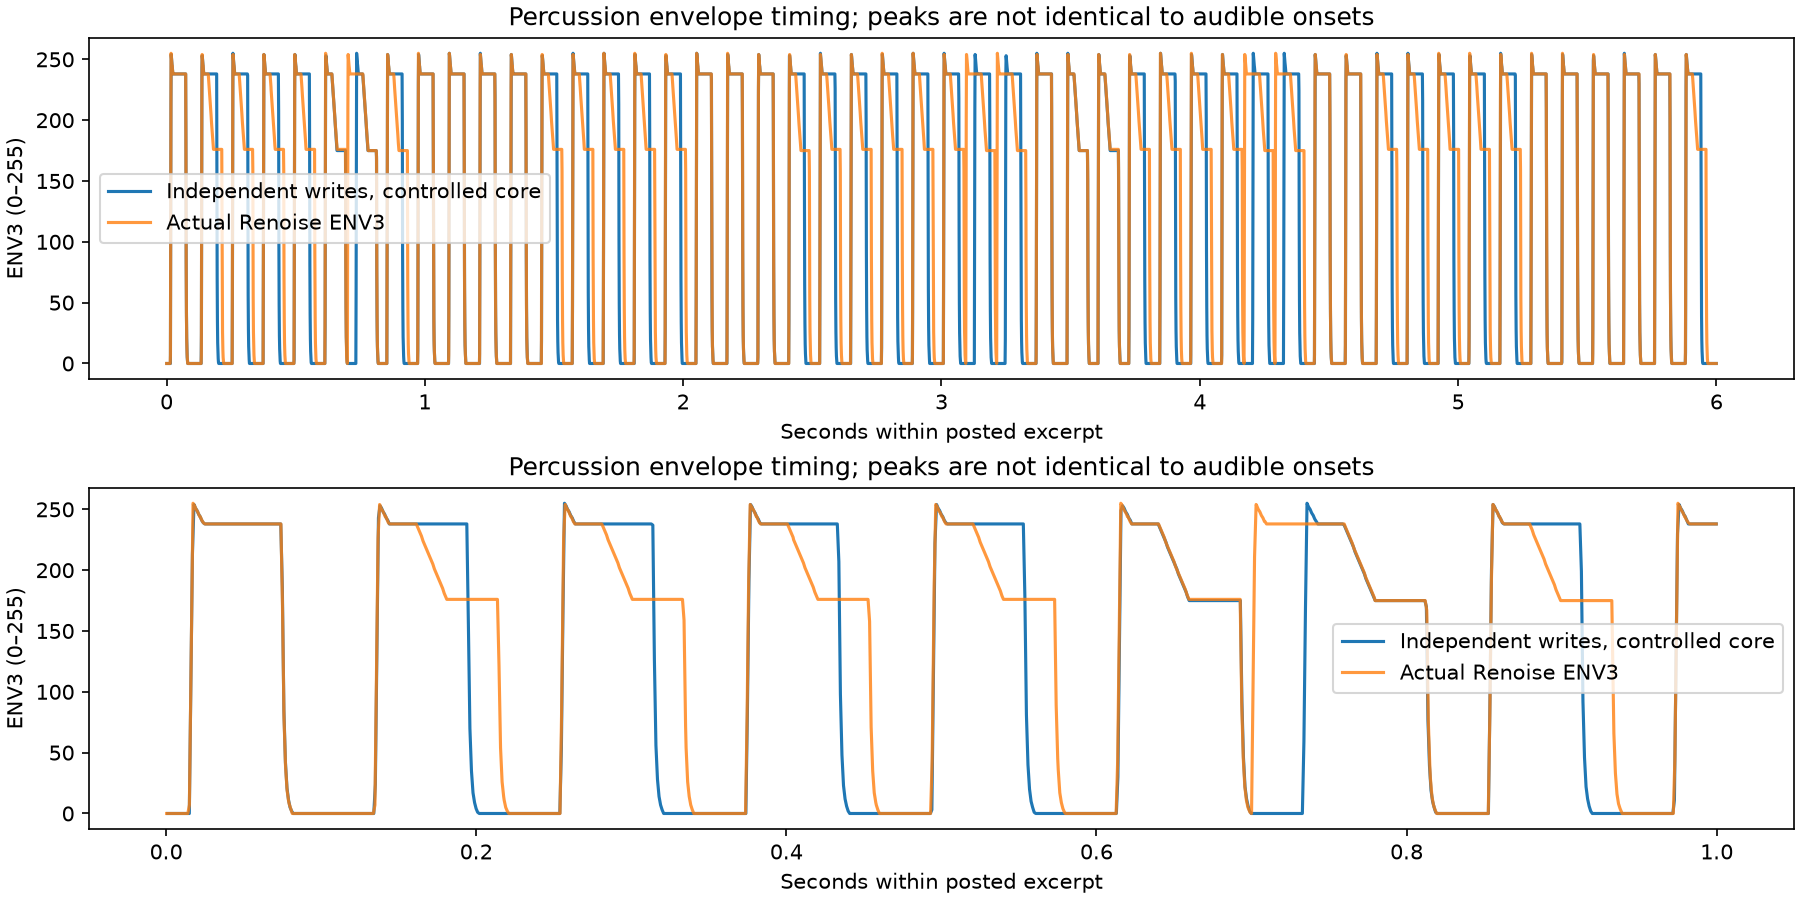 Percussion envelope timing; peaks are not identical to audible onsets
250
200
150
100
50
0
ENV3 (0–255)
Independent writes, controlled core
Actual Renoise ENV3
0 1 2 3 4 5 6
Seconds within posted excerpt
Percussion envelope timing; peaks are not identical to audible onsets
250
200
150
100
50
0
ENV3 (0–255)
Independent writes, controlled core
Actual Renoise ENV3
0.0 0.2 0.4 0.6 0.8 1.0
Seconds within posted excerpt